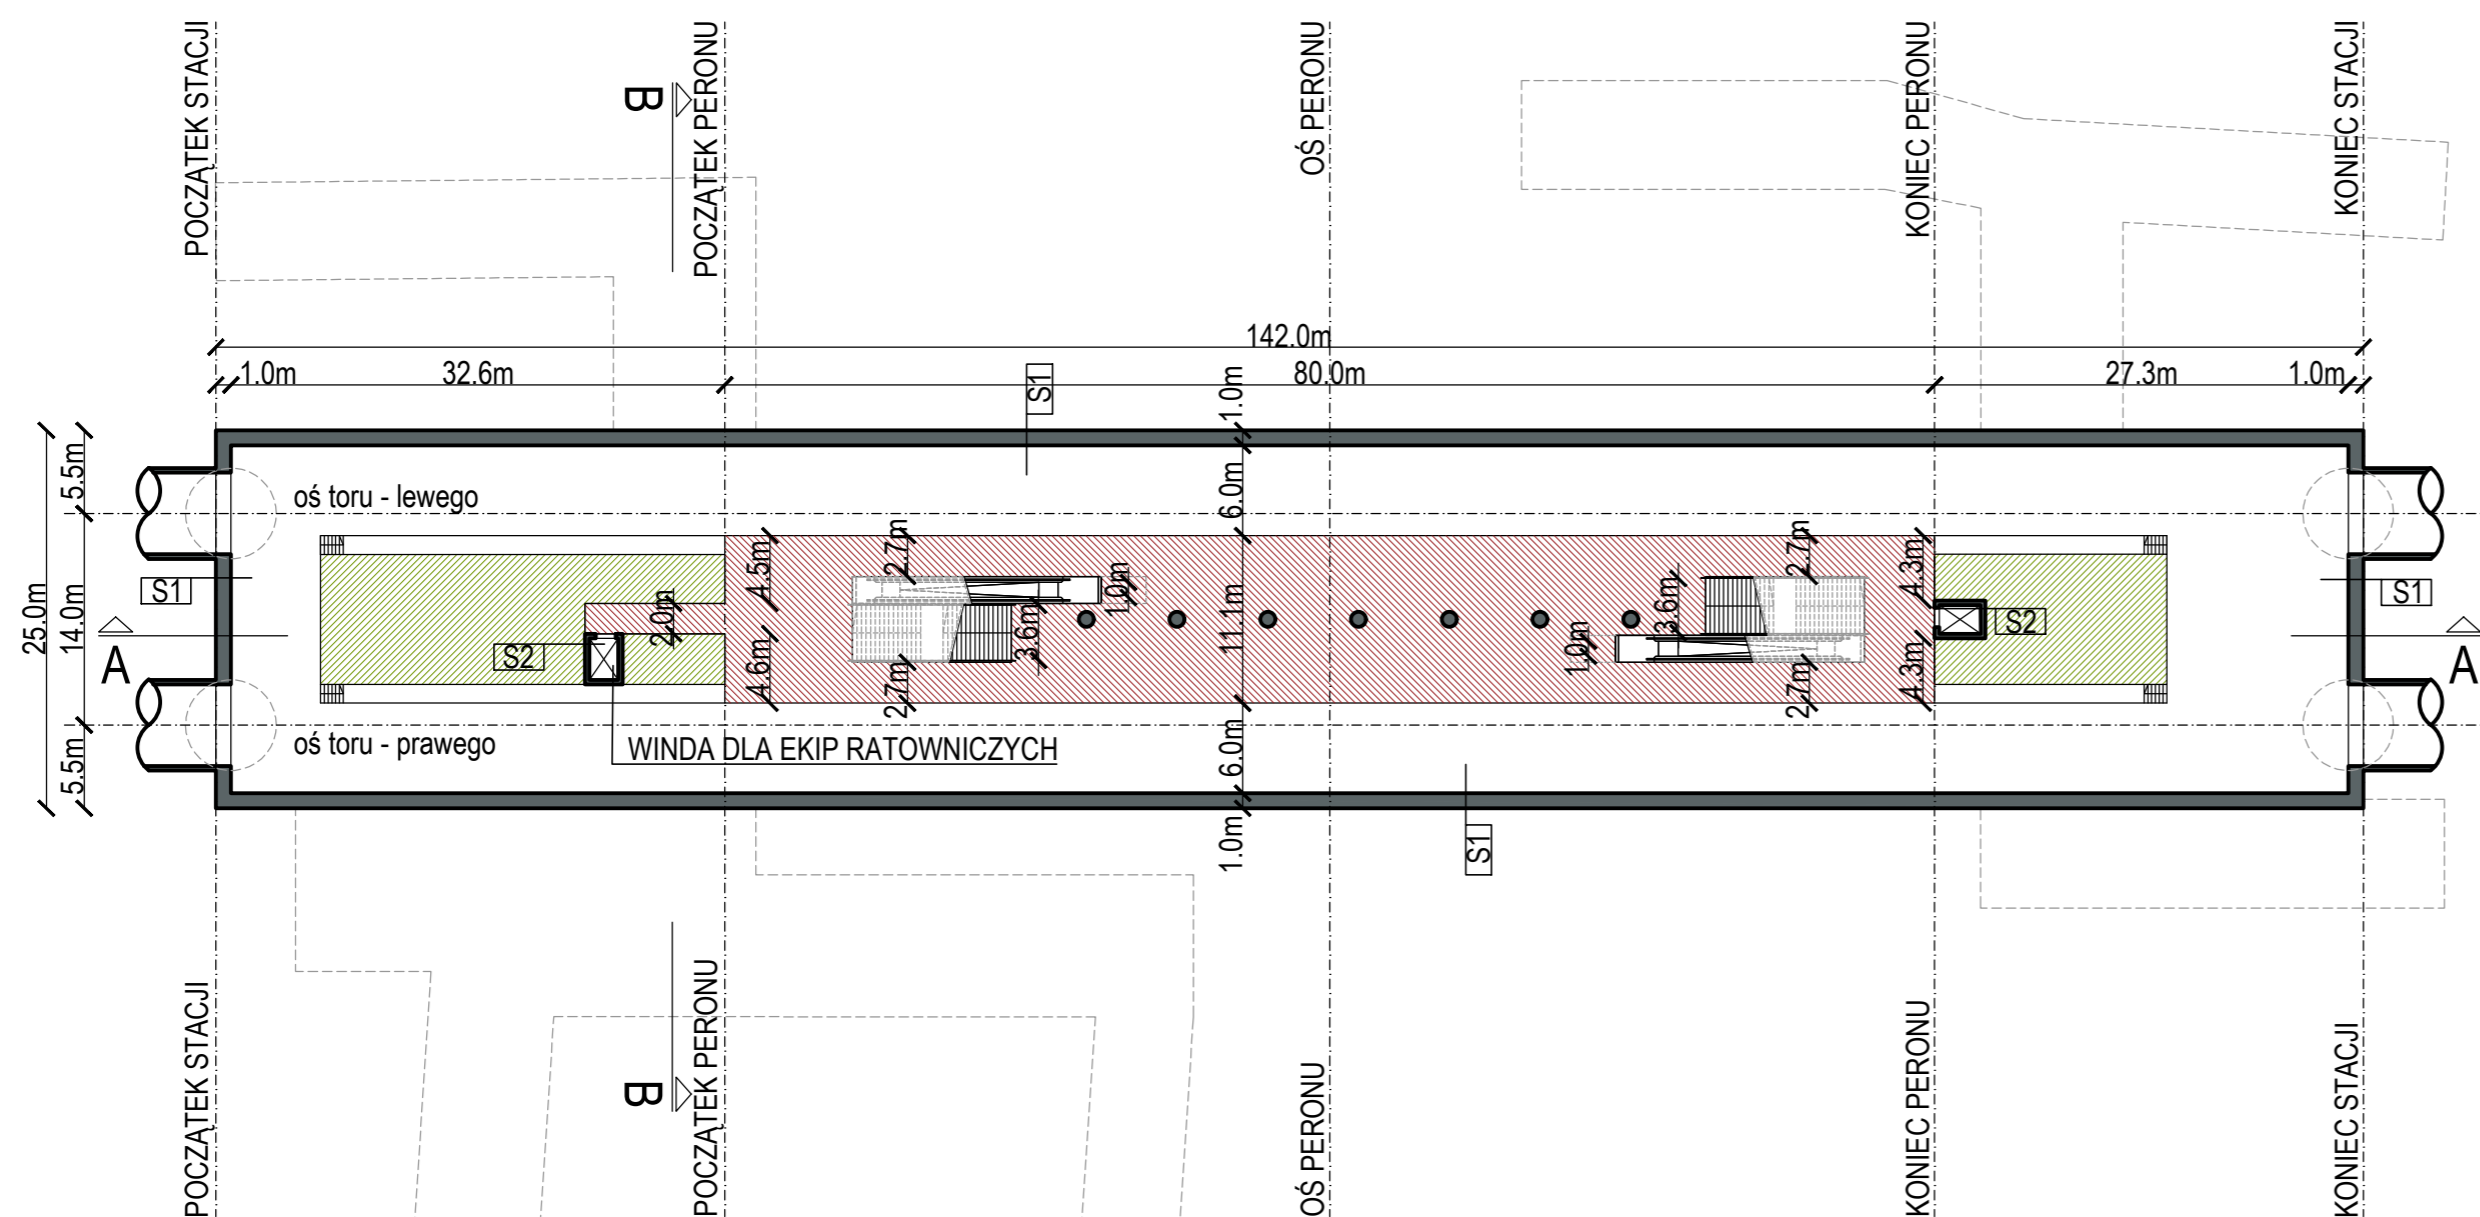 POCZĄTEK STACJI
B
POCZĄTEK PERONU
OŚ PERONU
KONIEC PERONU
KONIEC STACJI
142.0m
1.0m
32.6m
80.0m
27.3m
1.0m
S1
1.0m
25.0m
5.5m
14.0m
5.5m
oś toru - lewego
6.0m
S1
A
S2
2.0m
4.5m
4.6m
2.7m
2.7m
1.0m
3.6m
11.1m
1.0m
3.6m
2.7m
2.7m
4.3m
4.3m
S2
S1
A
oś toru - prawego
WINDA DLA EKIP RATOWNICZYCH
6.0m
1.0m
S1
POCZĄTEK STACJI
B
POCZĄTEK PERONU
OŚ PERONU
KONIEC PERONU
KONIEC STACJI